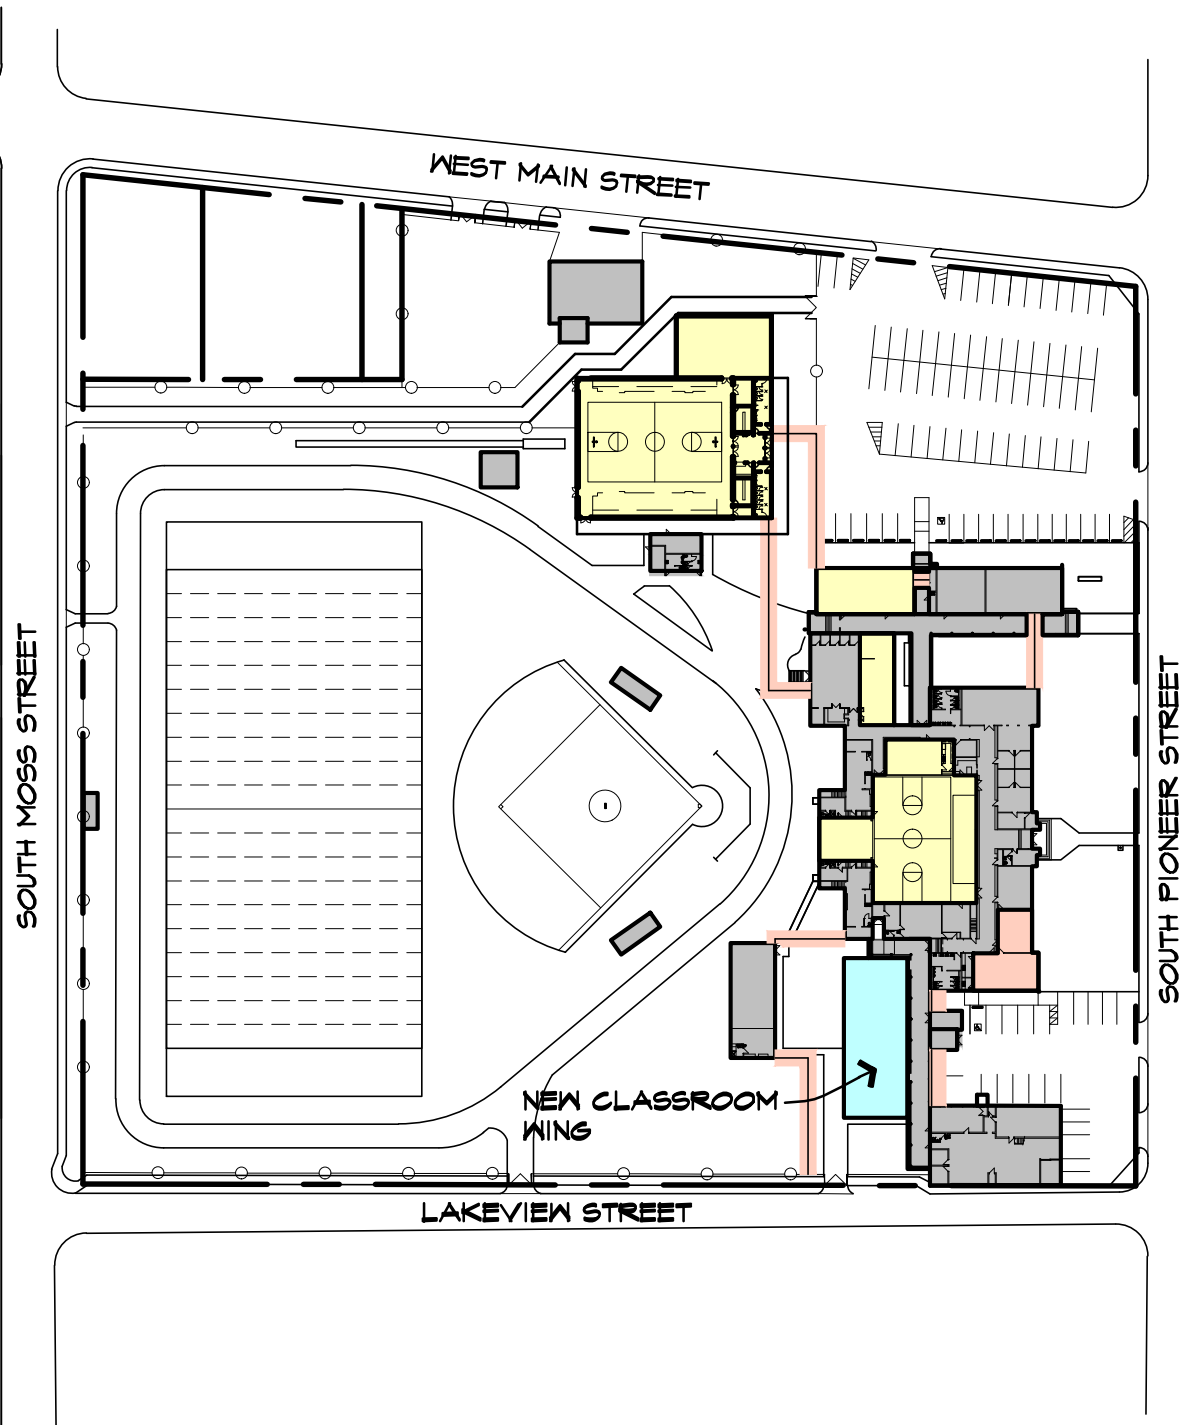 WEST MAIN STREET
SOUTH MOSS STREET
SOUTH PIONEER STREET
NEW CLASSROOM
WING
LAKEVIEW STREET